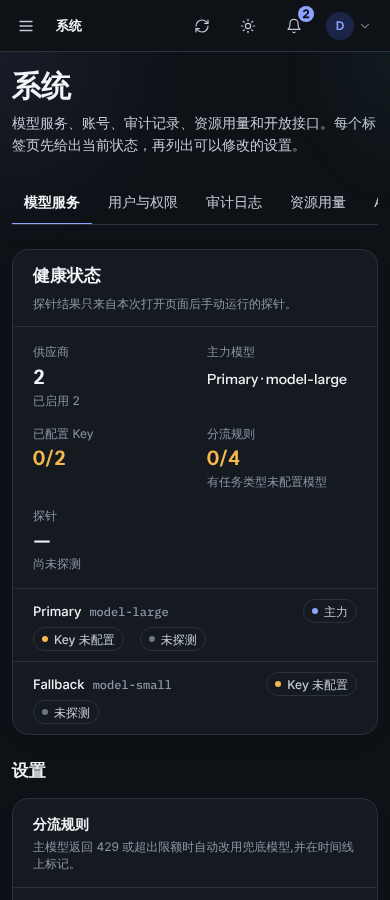 系统
2
D
系统
模型服务、账号、审计记录、资源用量和开放接口。每个标
签页先给出当前状态，再列出可以修改的设置。
模型服务 用户与权限 审计日志 资源用量
健康状态
探针结果只来自本次打开页面后手动运行的探针。
供应商 主力模型
2 Primary · model-large
已启用 2
已配置 Key 分流规则
0/2 0/4
有任务类型未配置模型
探针
—
尚未探测
Primary model-large 主力
Key 未配置 未探测
Fallback model-small Key 未配置
未探测
设置
分流规则
主模型返回 429 或超出限额时自动改用兜底模型,并在时间线
上标记。